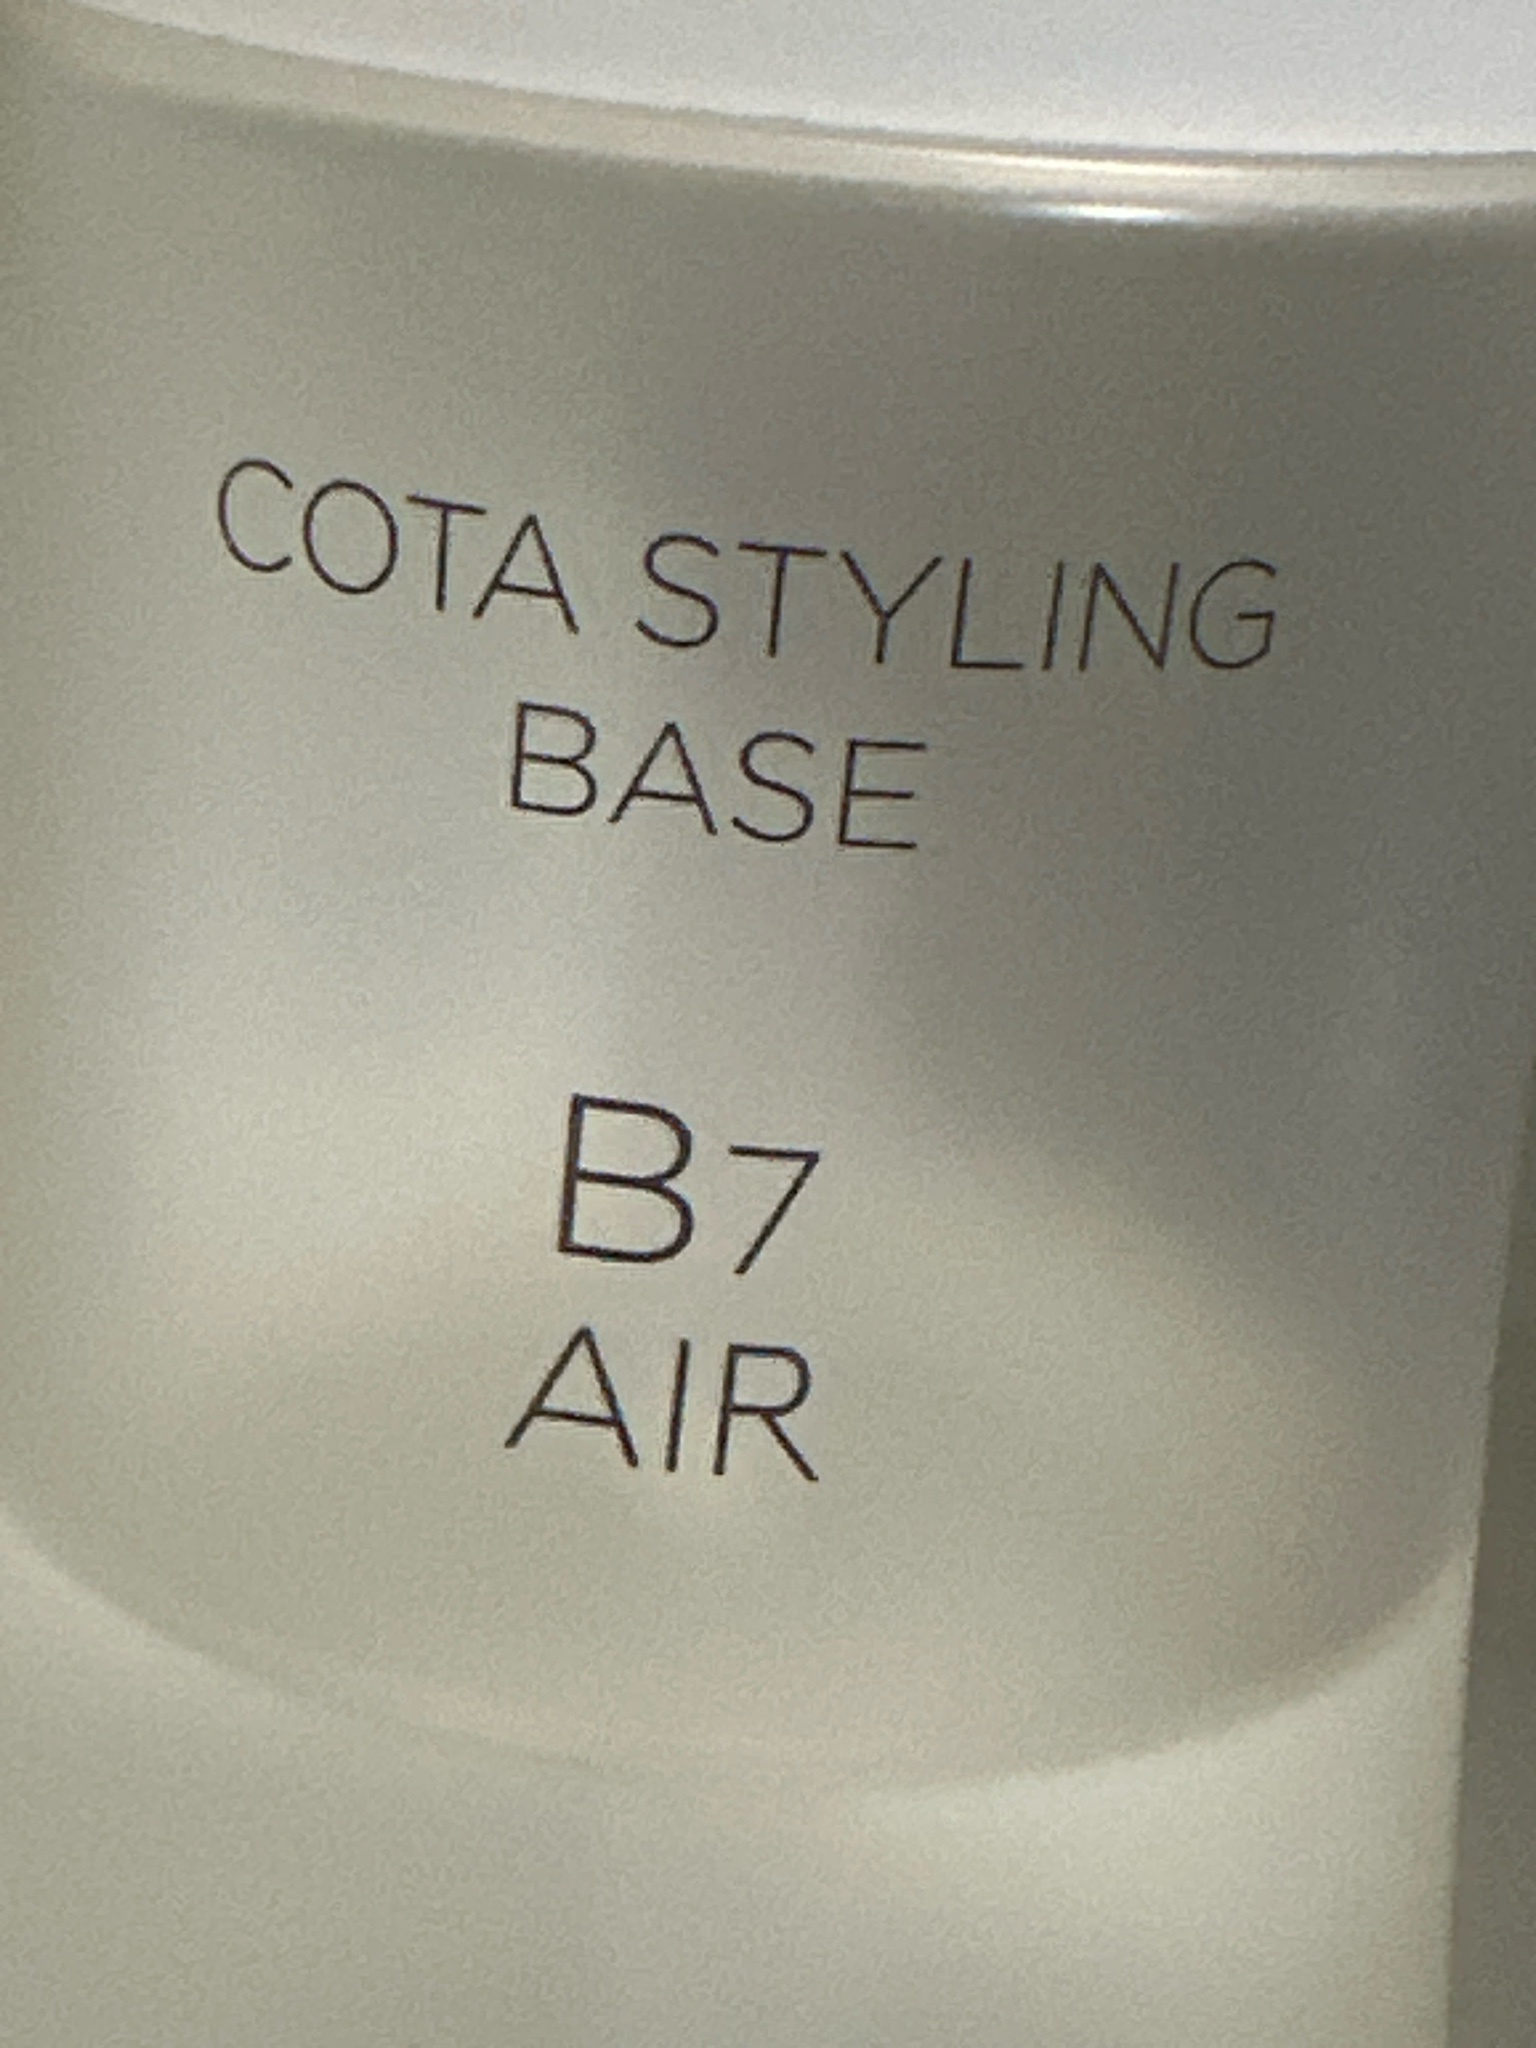 COTA STYLING
BASE
B7
AIR